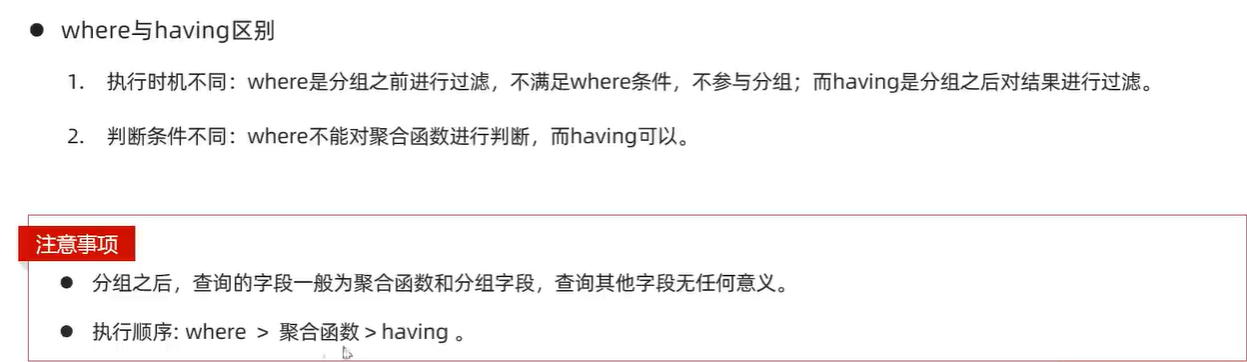 ● where与having区别
1. 执行时机不同：where是分组之前进行过滤，不满足where条件，不参与分组；而having是分组之后对结果进行过滤。
2. 判断条件不同：where不能对聚合函数进行判断，而having可以。
注意事项
● 分组之后，查询的字段一般为聚合函数和分组字段，查询其他字段无任何意义。
● 执行顺序: where > 聚合函数 > having 。